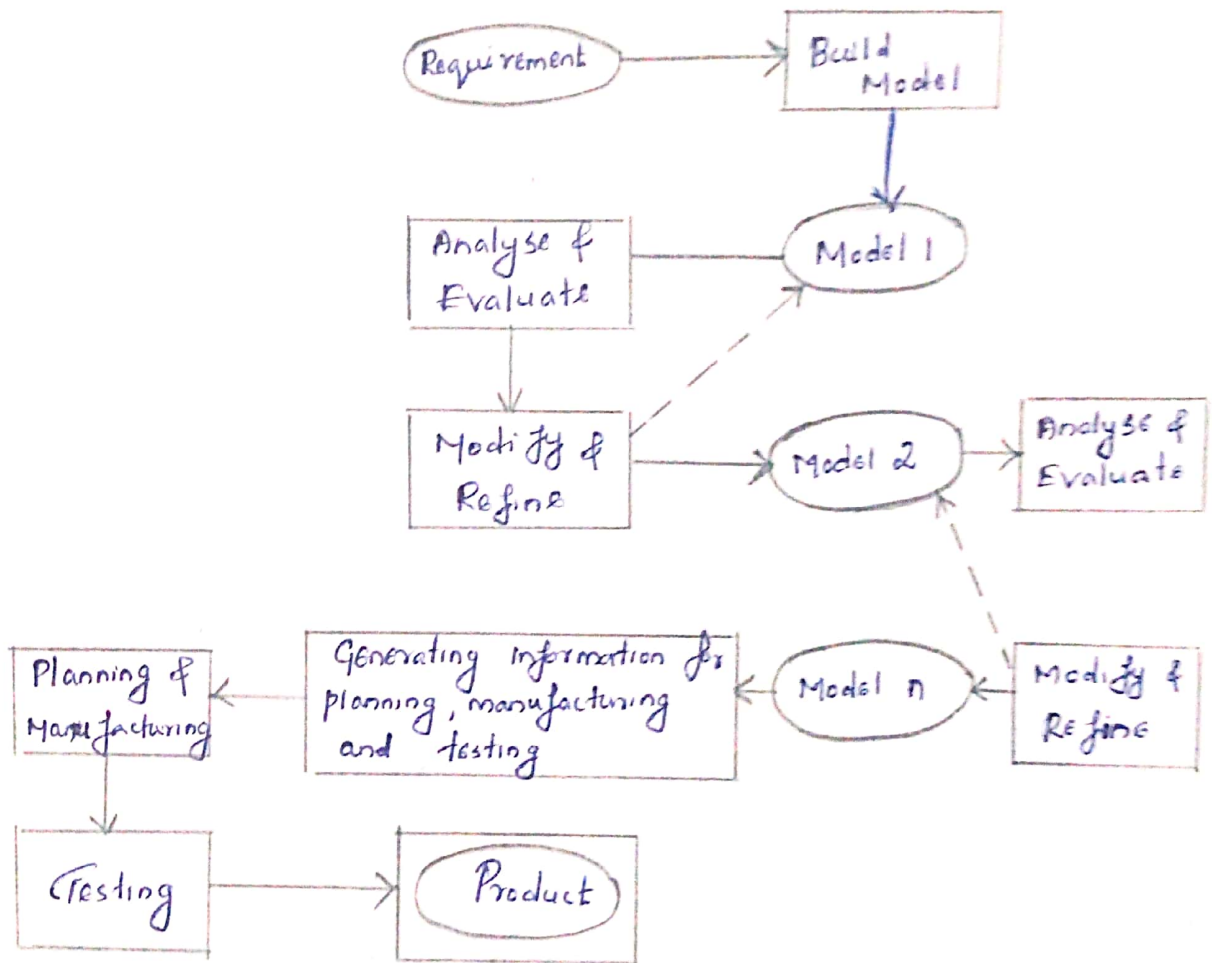 Requirement
Build
Model
Analyse &
Evaluate
Model 1
Modify &
Refine
Model 2
Analyse &
Evaluate
Planning &
Manufacturing
Generating information for
planning, manufacturing
and testing
Model n
Modify &
Refine
Testing
Product